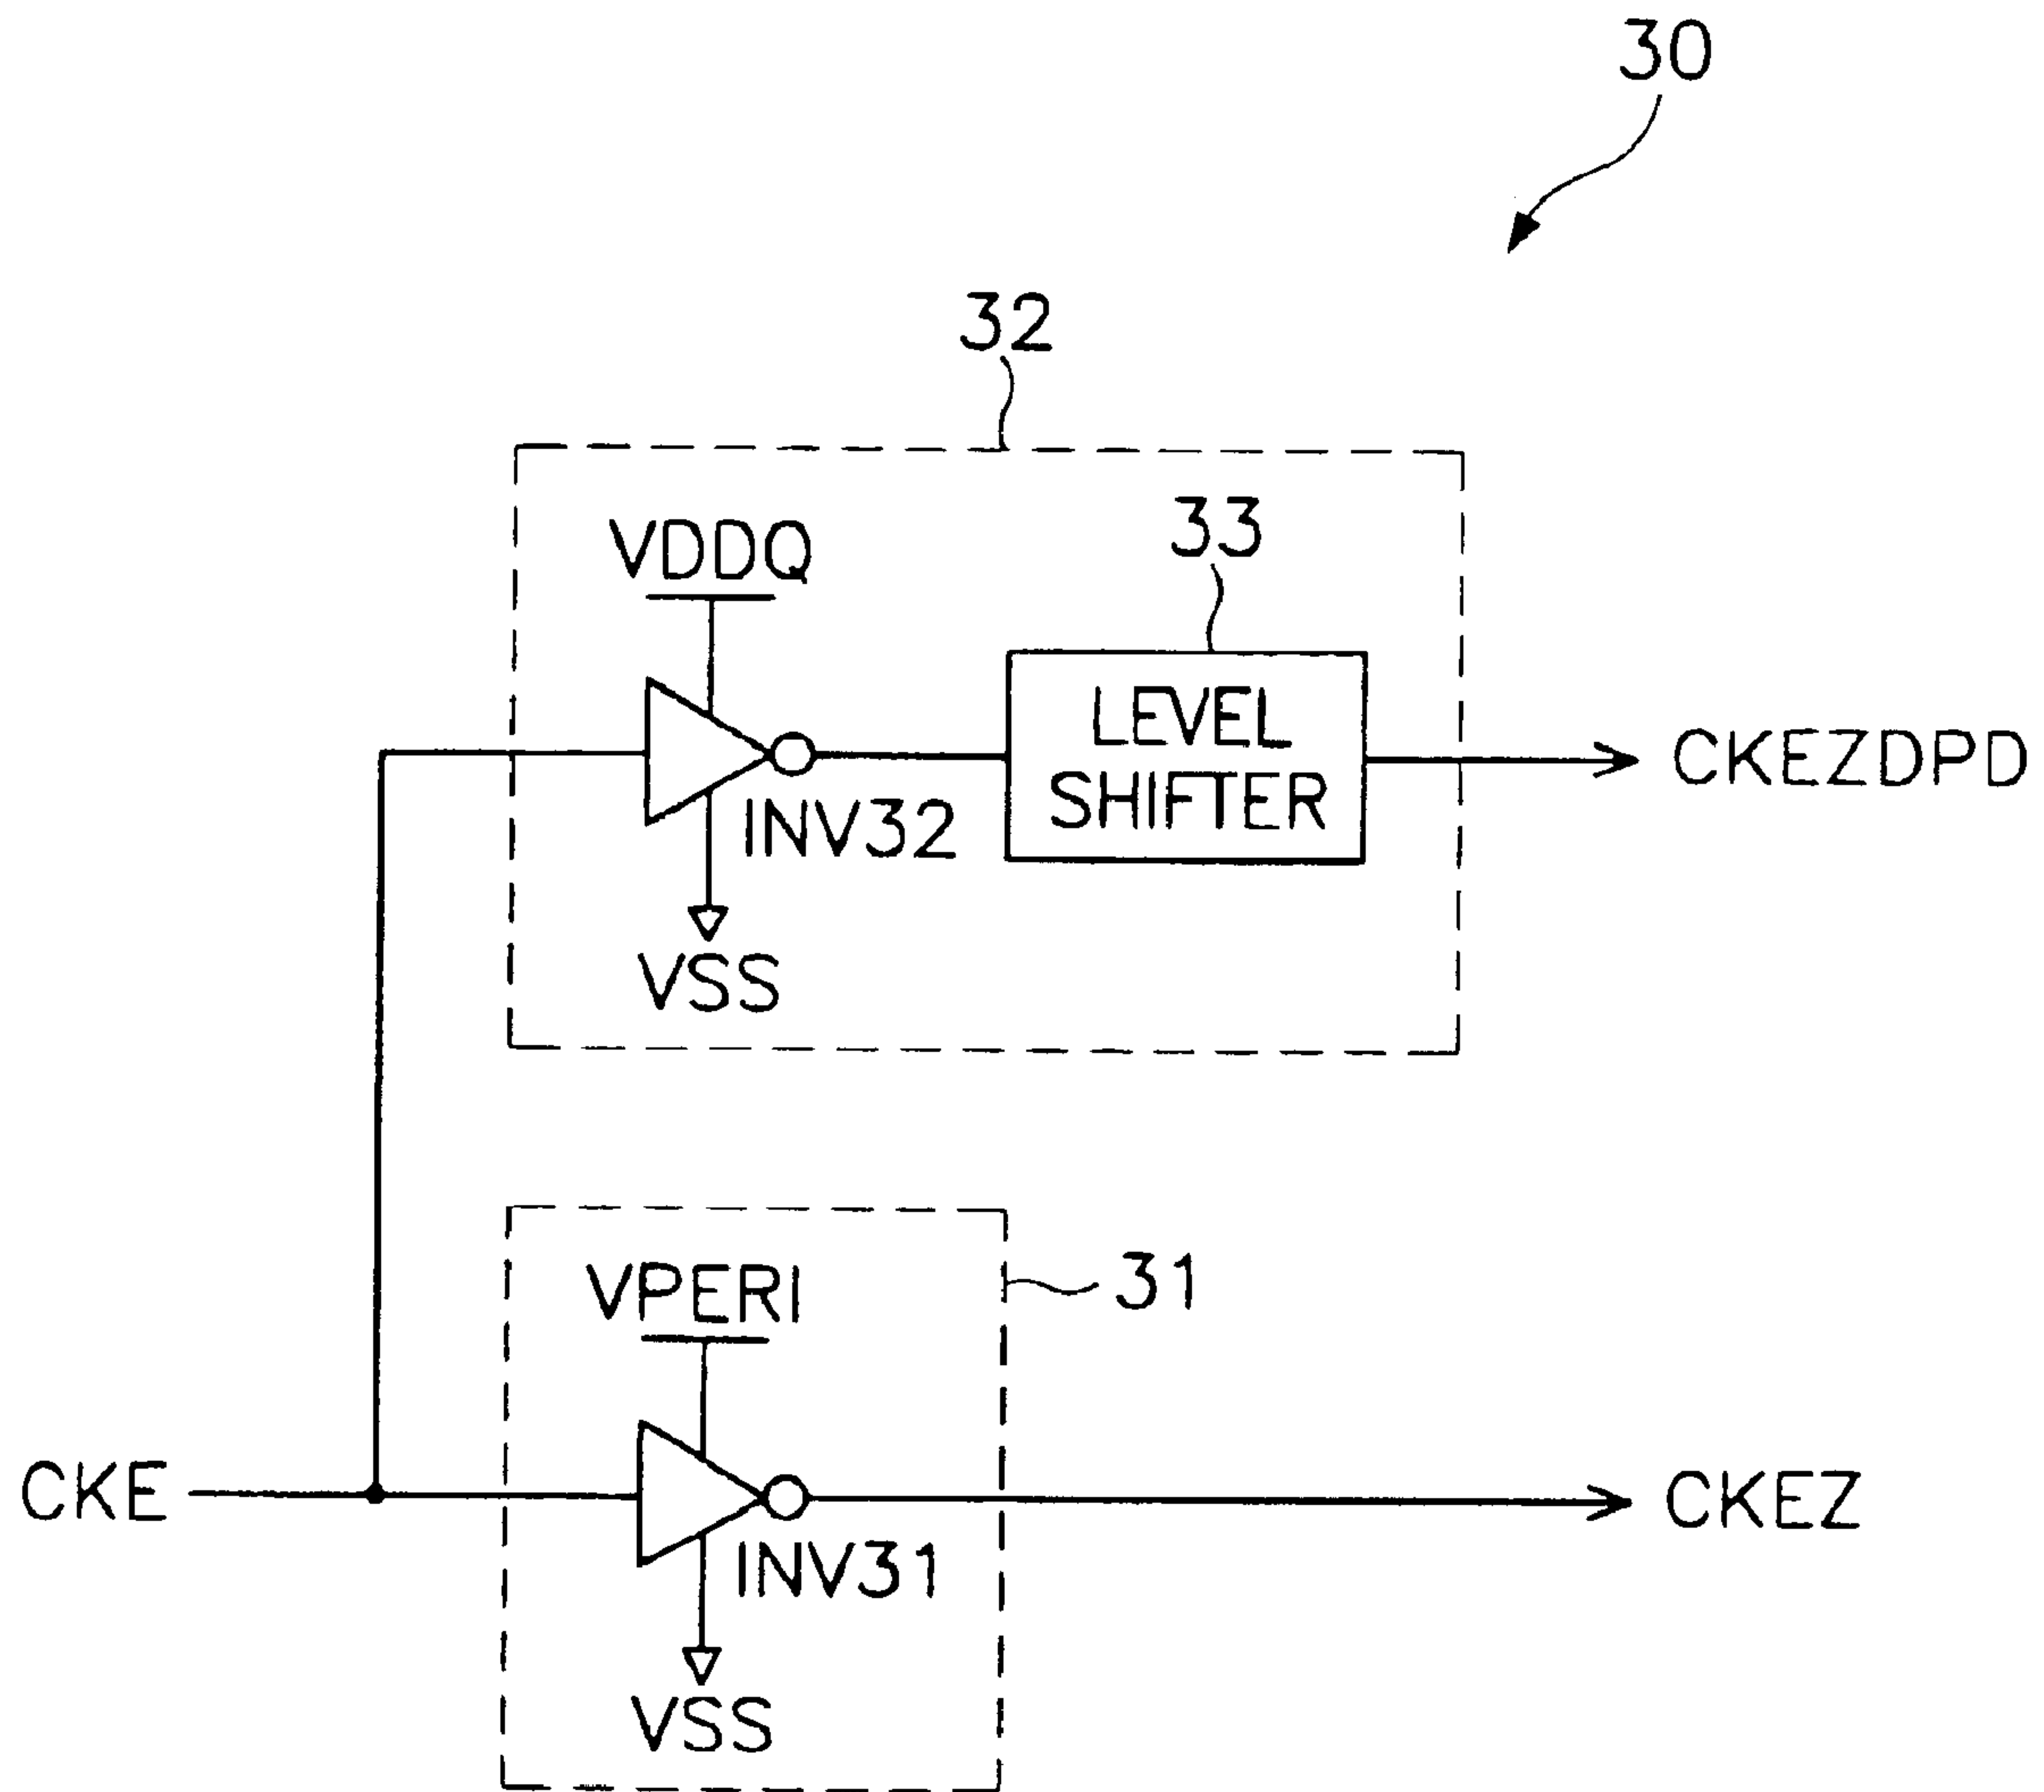 30
32
VDDQ
33
LEVEL
SHIFTER
CKEZDPD
INV32
VSS
VPERI
31
CKE
CKEZ
INV31
VSS